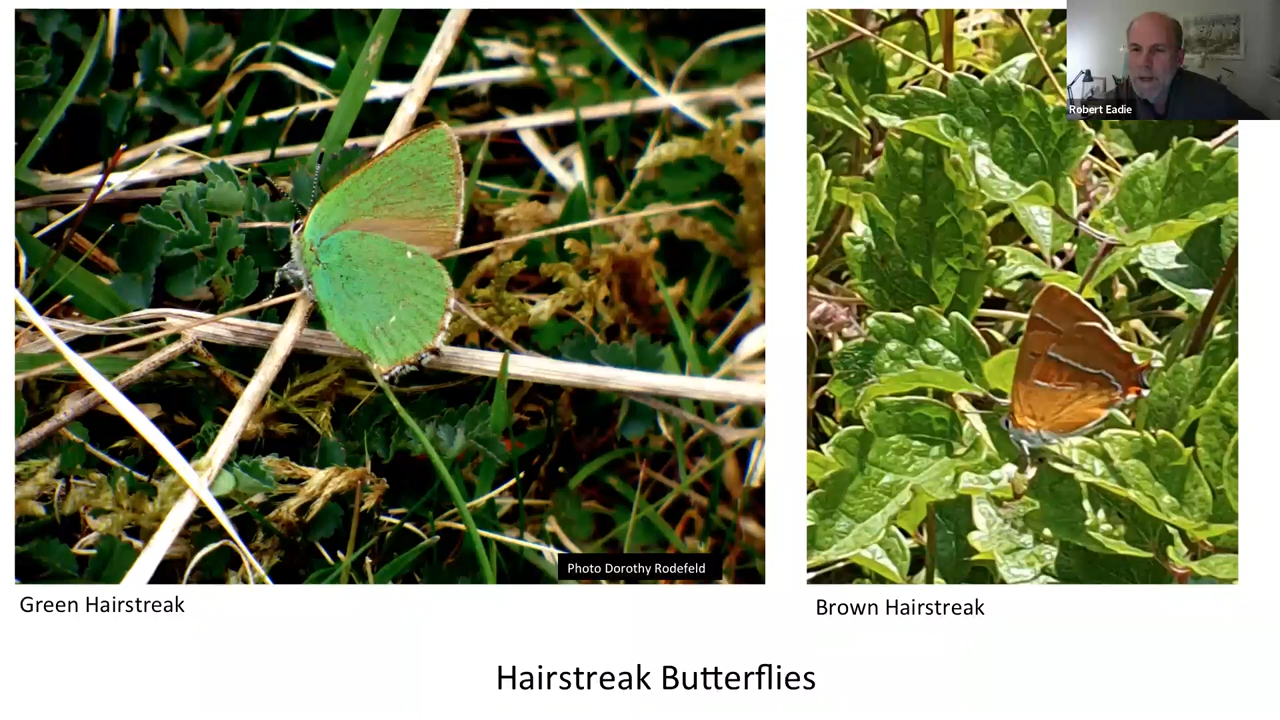 Robert Eadie
Photo Dorothy Rodefeld
Green Hairstreak
Brown Hairstreak
Hairstreak Butterflies